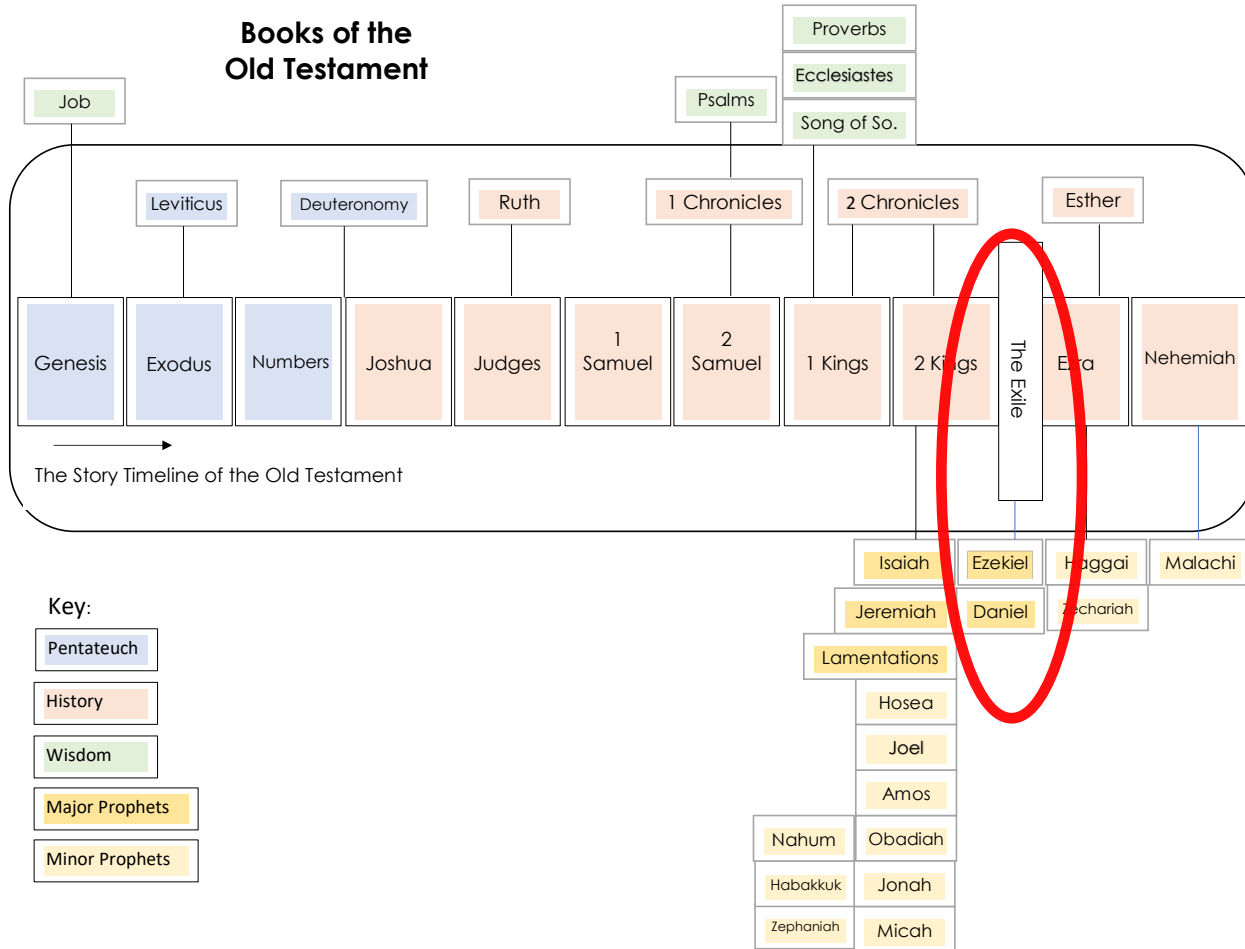 Books of the
Old Testament
Proverbs
Ecclesiastes
Song of So.
Job
Psalms
Leviticus
Deuteronomy
Ruth
1 Chronicles
2 Chronicles
Esther
Genesis
Exodus
Numbers
Joshua
Judges
1
Samuel
2
Samuel
1 Kings
2 Kings
The Exile
Ezra
Nehemiah
The Story Timeline of the Old Testament
Isaiah
Ezekiel
Haggai
Malachi
Jeremiah
Daniel
Zechariah
Lamentations
Hosea
Joel
Amos
Nahum
Obadiah
Habakkuk
Jonah
Zephaniah
Micah
Key:
Pentateuch
History
Wisdom
Major Prophets
Minor Prophets